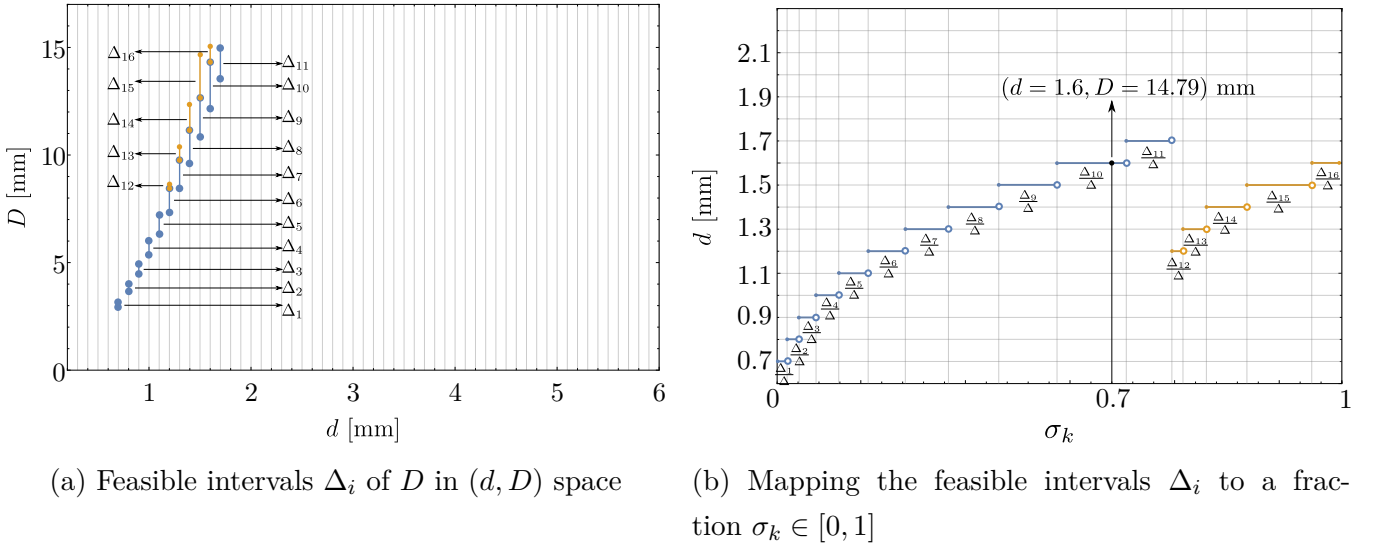 D [mm]
15
10
5
0
1
2
3
4
5
6
d [mm]
Δ₁₆
Δ₁₅
Δ₁₄
Δ₁₃
Δ₁₂
Δ₁₁
Δ₁₀
Δ₉
Δ₈
Δ₇
Δ₆
Δ₅
Δ₄
Δ₃
Δ₂
Δ₁
(a) Feasible intervals Δᵢ of D in (d, D) space
d [mm]
2.1
1.9
1.7
1.5
1.3
1.1
0.9
0.7
0
0.7
1
σₖ
(d = 1.6, D = 14.79) mm
Δ₁/Δ
Δ₂/Δ
Δ₃/Δ
Δ₄/Δ
Δ₅/Δ
Δ₆/Δ
Δ₇/Δ
Δ₈/Δ
Δ₉/Δ
Δ₁₀/Δ
Δ₁₁/Δ
Δ₁₂/Δ
Δ₁₃/Δ
Δ₁₄/Δ
Δ₁₅/Δ
Δ₁₆/Δ
(b) Mapping the feasible intervals Δᵢ to a frac-
tion σₖ ∈ [0, 1]